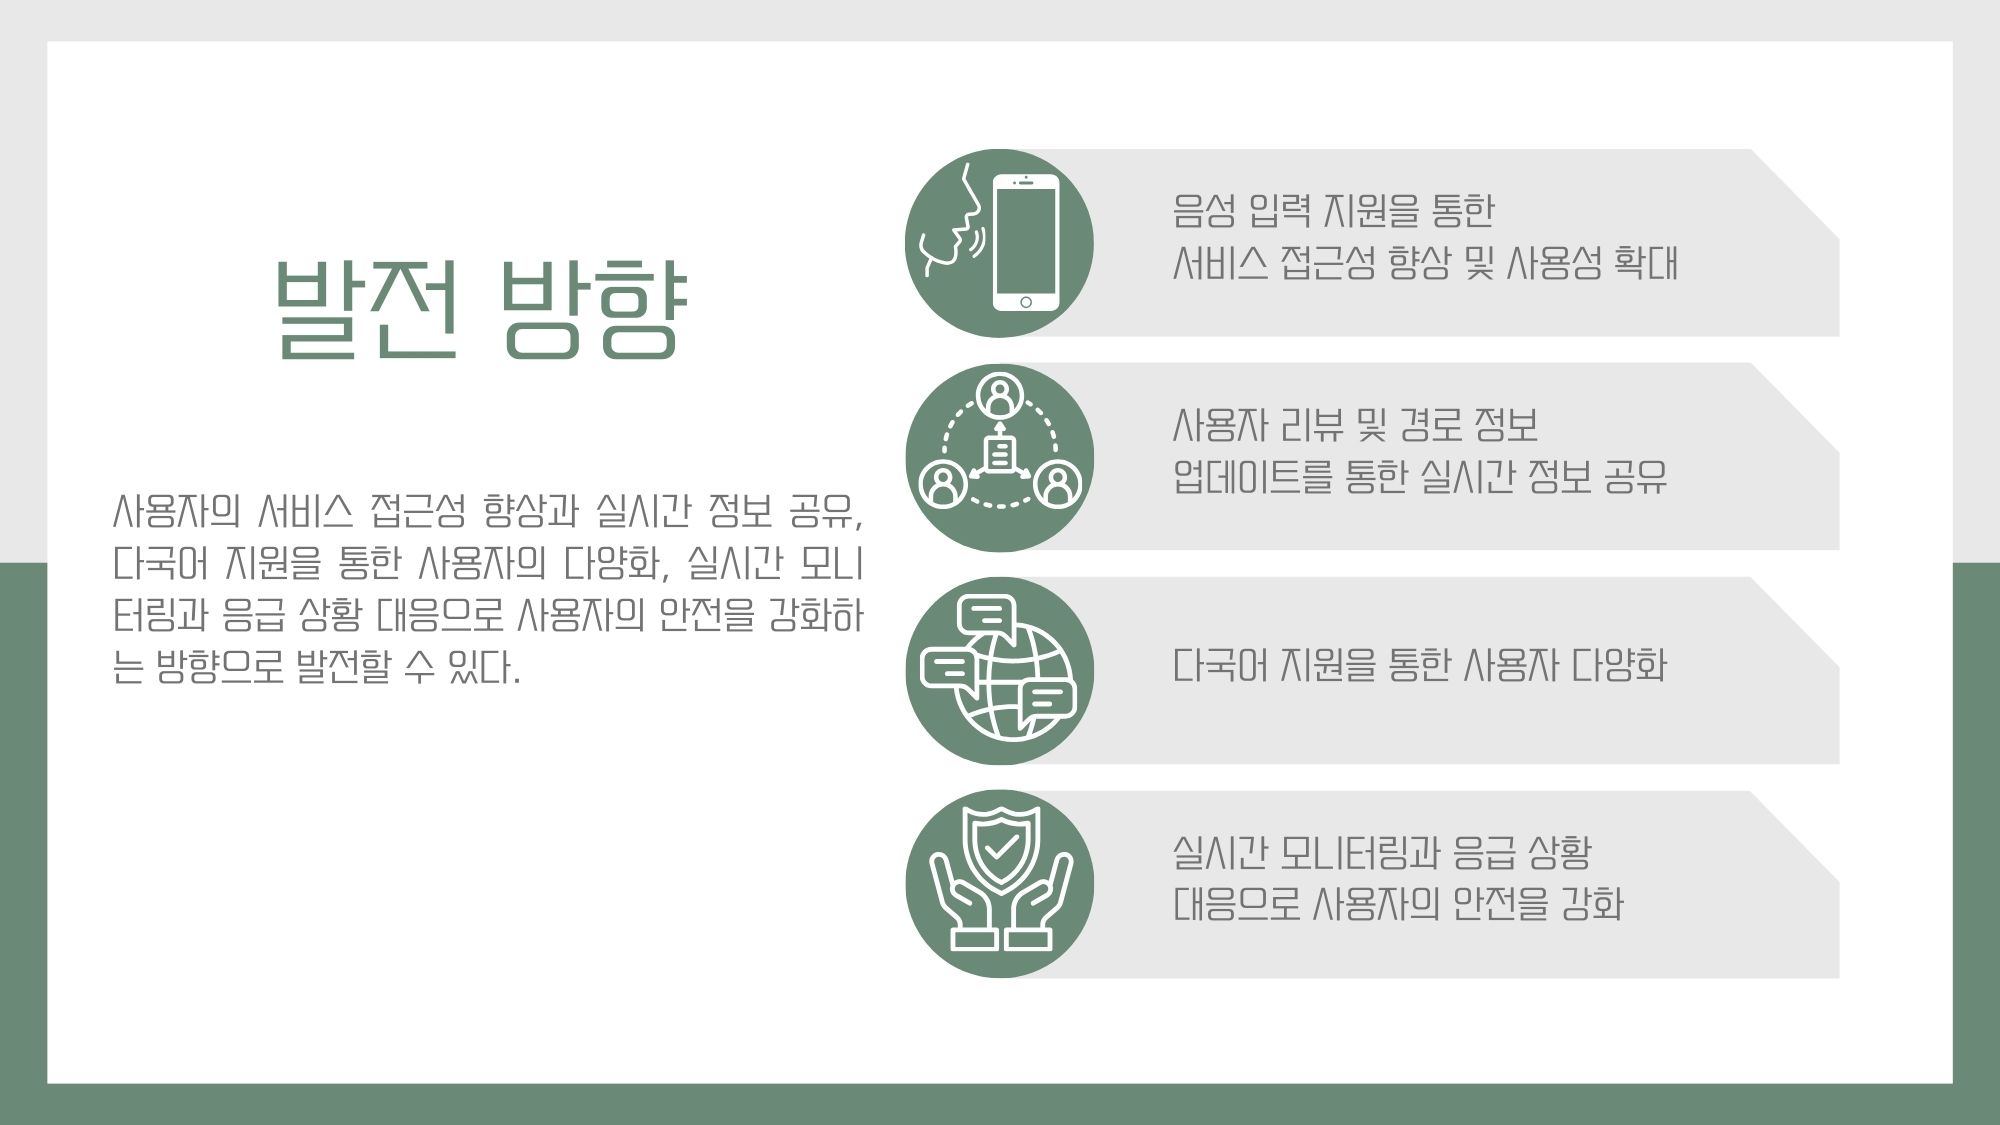 발전 방향
사용자의 서비스 접근성 향상과 실시간 정보 공유,
다국어 지원을 통한 사용자의 다양화, 실시간 모니
터링과 응급 상황 대응으로 사용자의 안전을 강화하
는 방향으로 발전할 수 있다.
음성 입력 지원을 통한
서비스 접근성 향상 및 사용성 확대
사용자 리뷰 및 경로 정보
업데이트를 통한 실시간 정보 공유
다국어 지원을 통한 사용자 다양화
실시간 모니터링과 응급 상황
대응으로 사용자의 안전을 강화